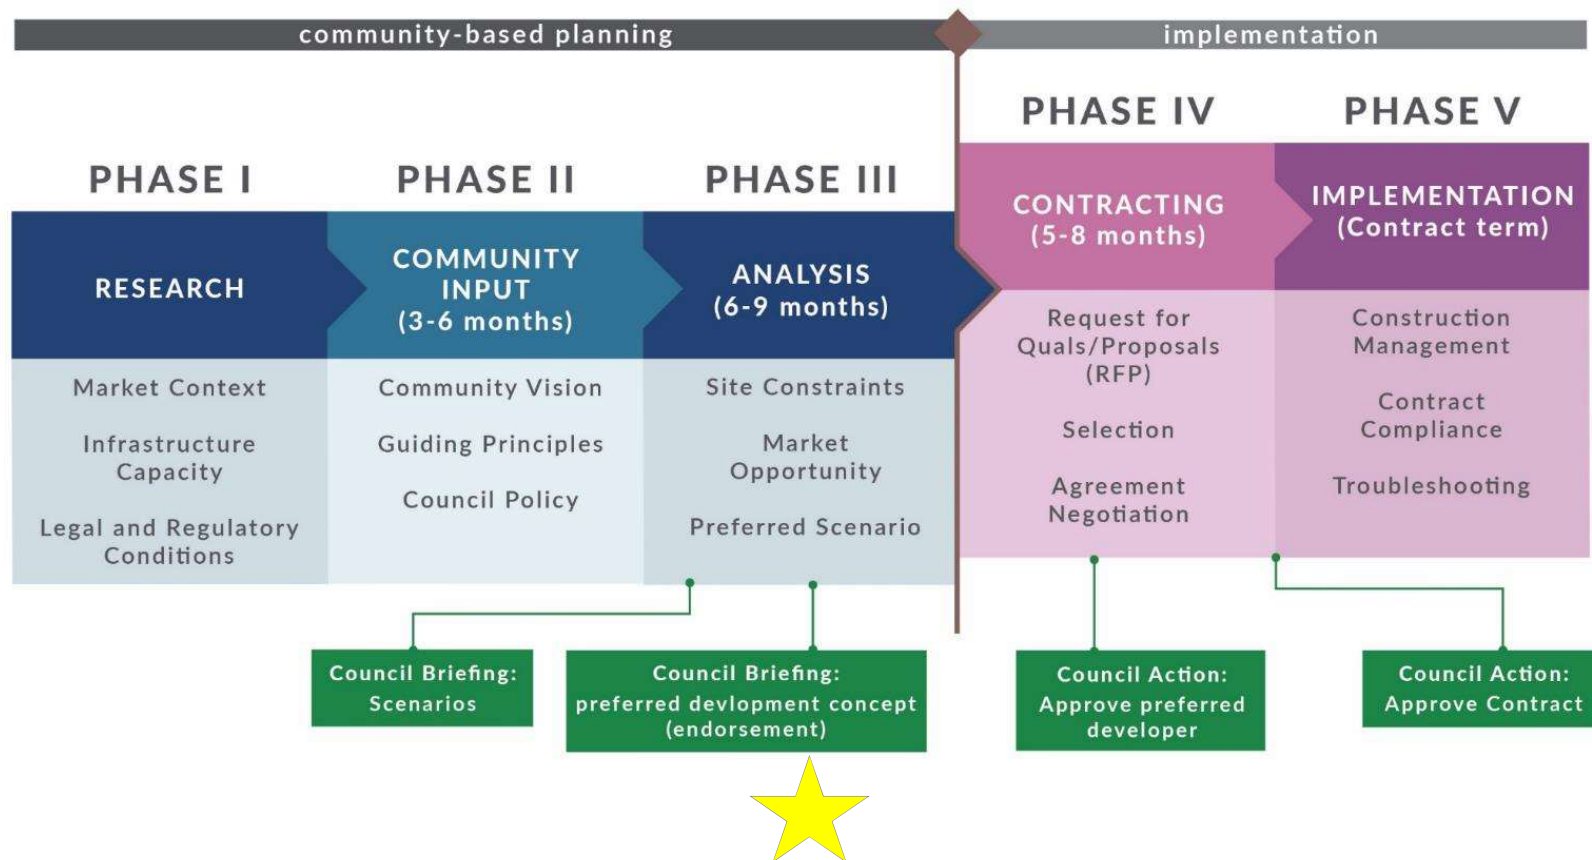 community-based planning
implementation
PHASE I
PHASE II
PHASE III
PHASE IV
PHASE V
RESEARCH
Market Context
Infrastructure
Capacity
Legal and Regulatory
Conditions
COMMUNITY
INPUT
(3-6 months)
Community Vision
Guiding Principles
Council Policy
ANALYSIS
(6-9 months)
Site Constraints
Market
Opportunity
Preferred Scenario
CONTRACTING
(5-8 months)
Request for
Quals/Proposals
(RFP)
Selection
Agreement
Negotiation
IMPLEMENTATION
(Contract term)
Construction
Management
Contract
Compliance
Troubleshooting
Council Briefing:
Scenarios
Council Briefing:
preferred devlopment concept
(endorsement)
Council Action:
Approve preferred
developer
Council Action:
Approve Contract